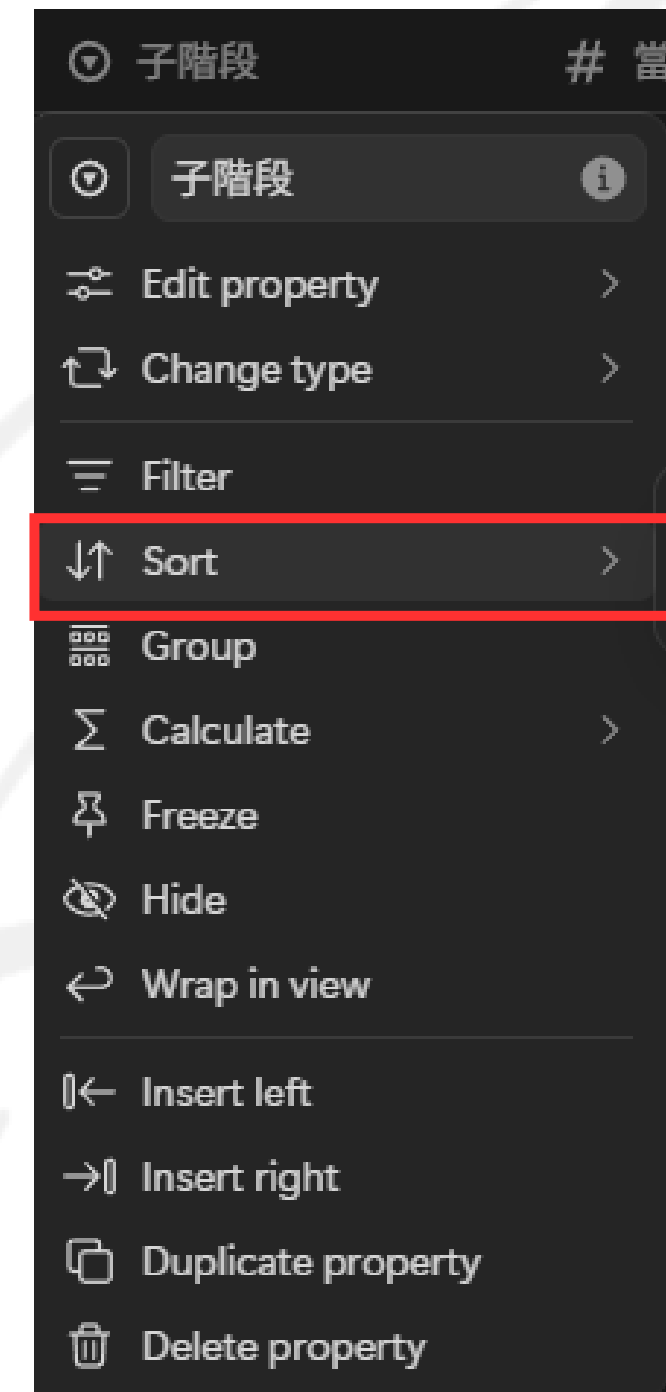 子階段 # 當
子階段
Edit property
Change type
Filter
Sort
Group
Calculate
Freeze
Hide
Wrap in view
Insert left
Insert right
Duplicate property
Delete property